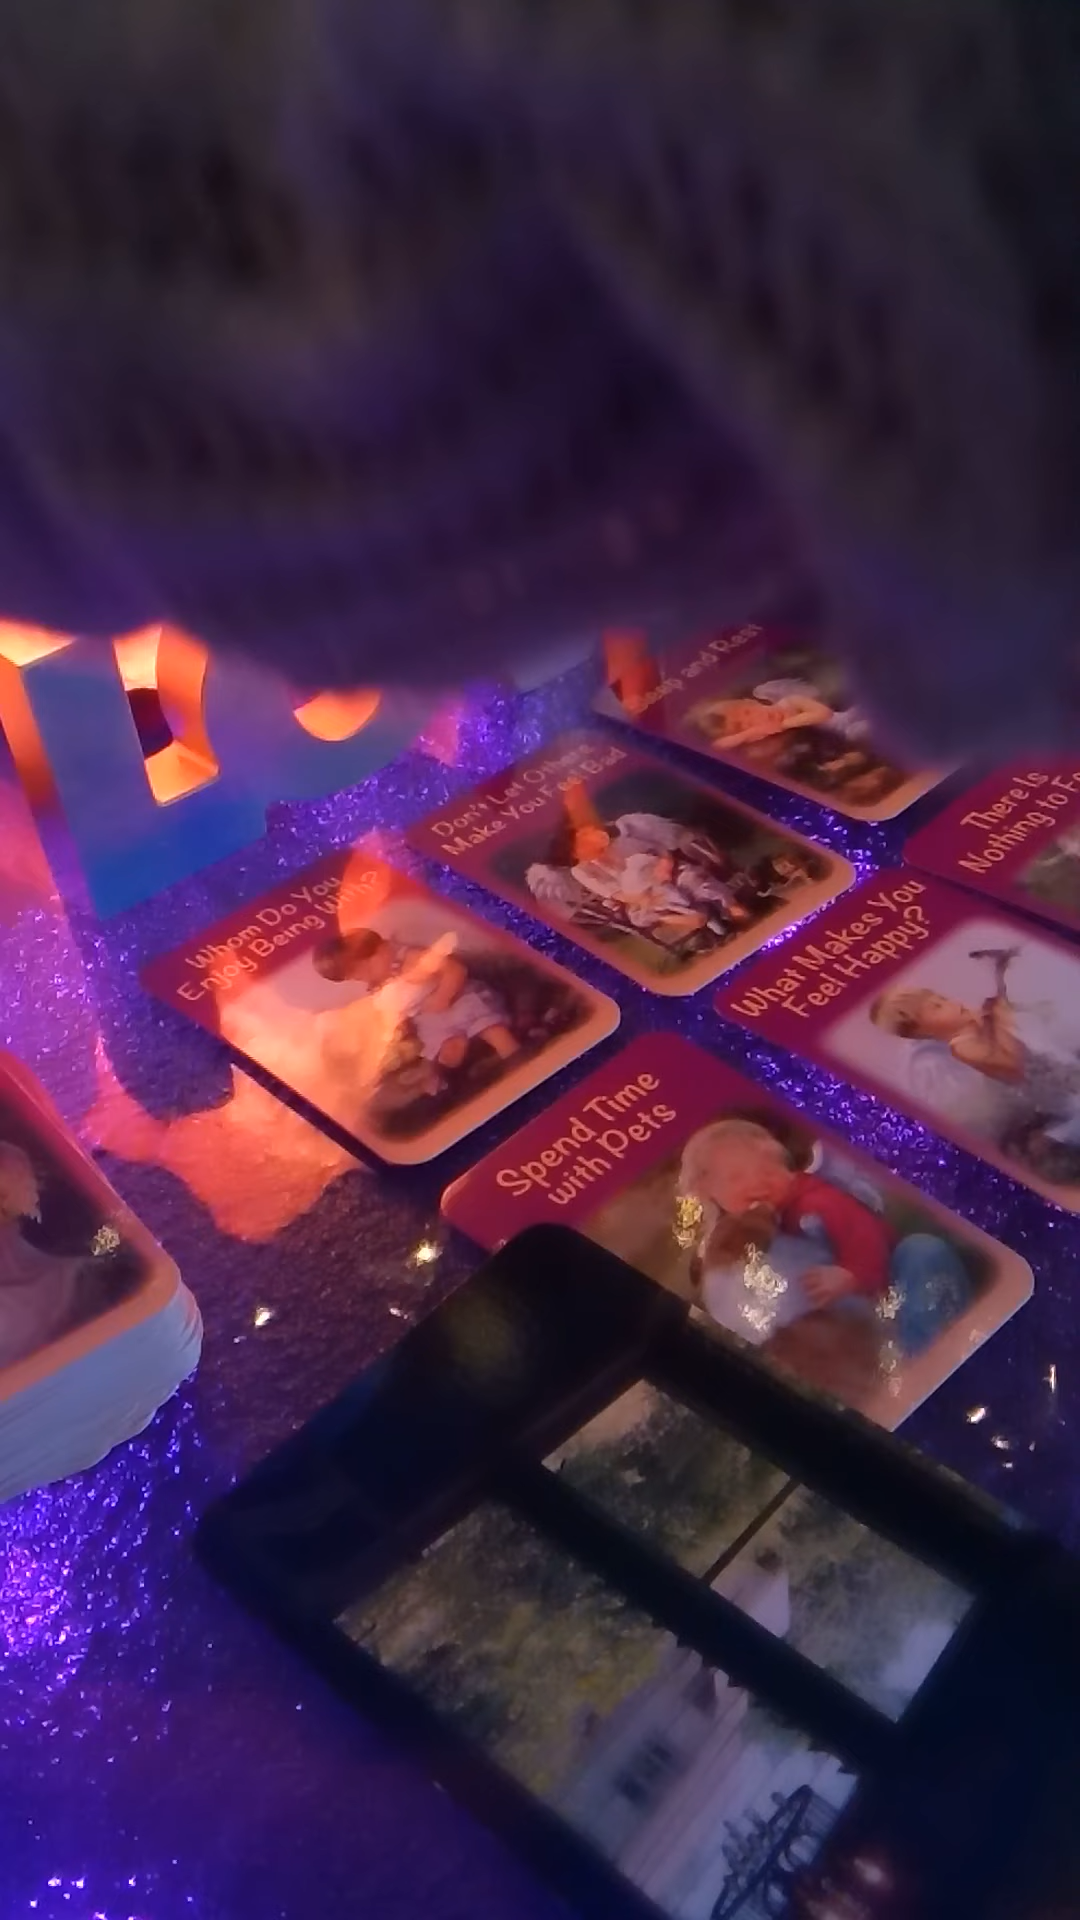 Sleep and Rest
Don't Let Others
Make You Feel Bad
There Is
Nothing to
Whom Do You
Enjoy Being With?
What Makes You
Feel Happy?
Spend Time
with Pets